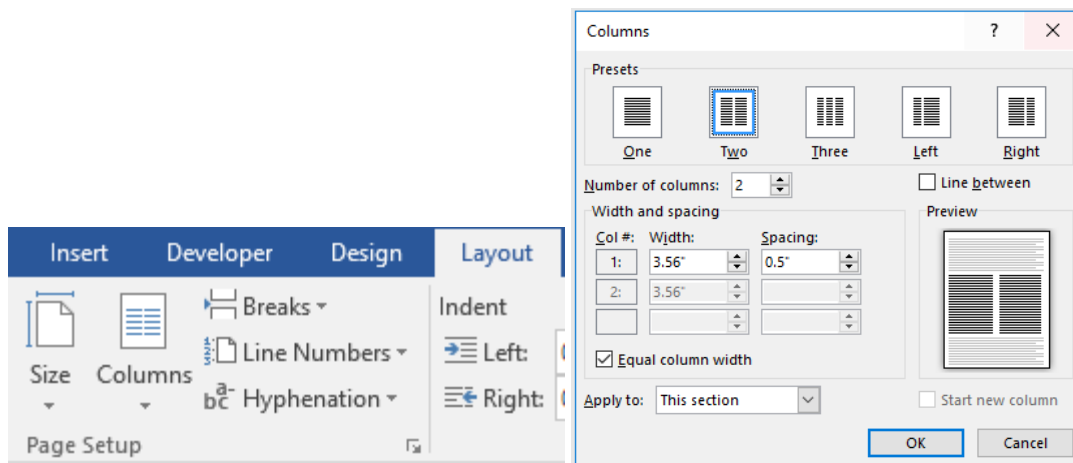 Insert Developer Design Layout
Breaks
Line Numbers
Hyphenation
Size Columns
Page Setup
Indent
Left:
Right:
Columns ? ×
Presets
One Two Three Left Right
Number of columns: 2
Line between
Width and spacing
Col #: Width: Spacing:
1: 3.56" 0.5"
2: 3.56"
Equal column width
Preview
Apply to: This section
Start new column
OK Cancel